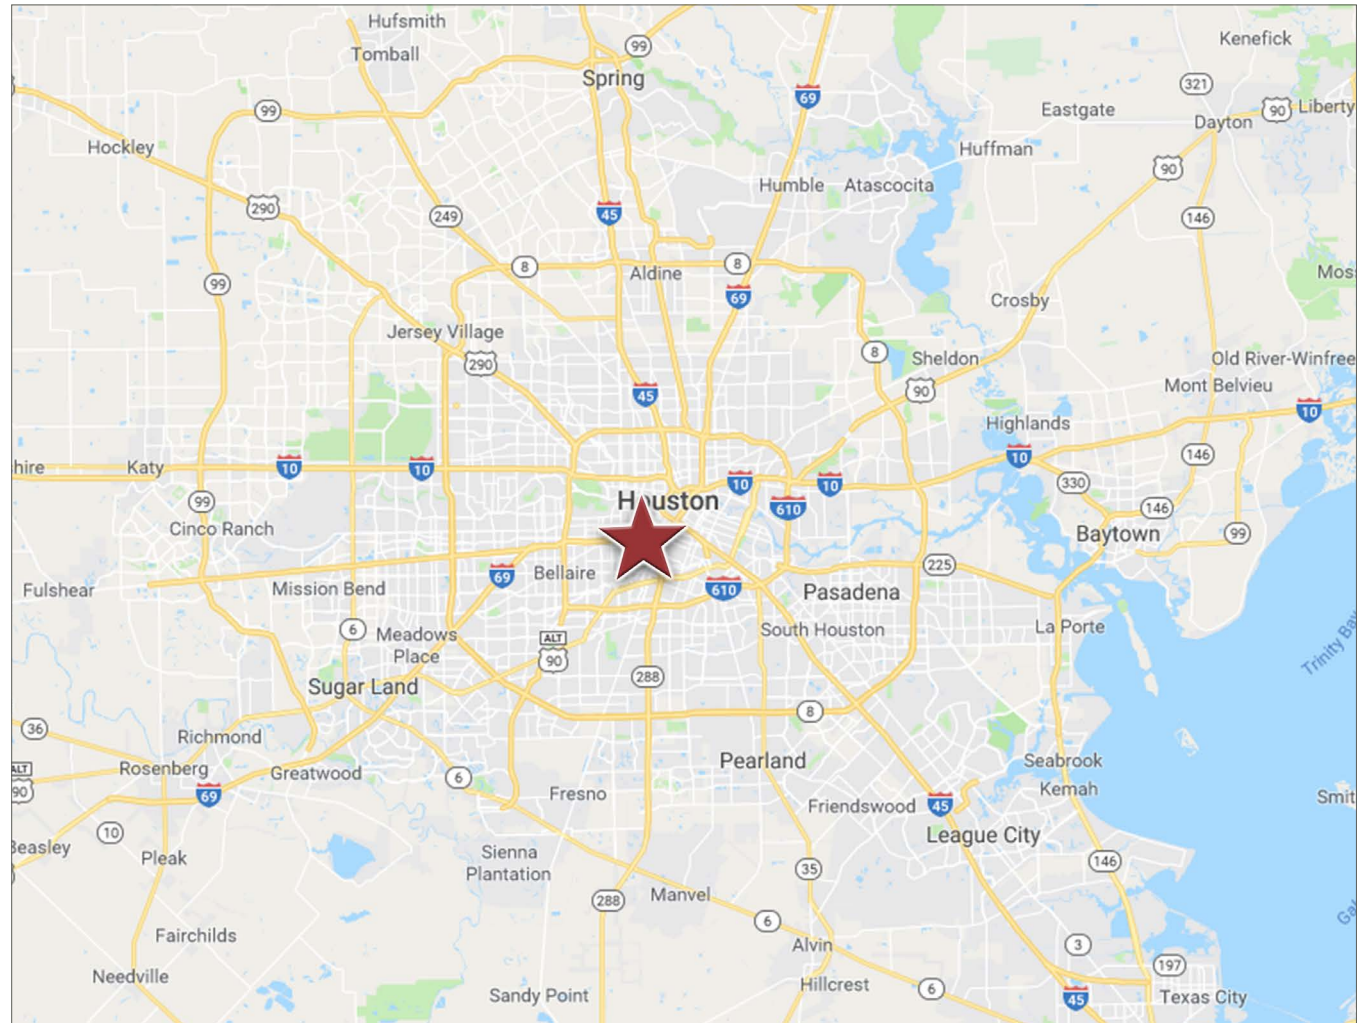 Hufsmith
99
Kenefick
Tomball
Spring
321
69
99
Eastgate
90
Liberty
Dayton
Hockley
Huffman
90
Humble
Atascocita
290
249
45
146
8
8
Aldine
99
69
Mos
Crosby
Jersey Village
8
Sheldon
Old River-Winfree
290
90
Mont Belvieu
45
10
Highlands
hire
Katy
10
10
10
10
10
146
330
99
Houston
610
146
Cinco Ranch
Baytown
99
225
Bellaire
69
Fulshear
Mission Bend
610
Pasadena
6
South Houston
La Porte
Meadows
Place
ALT
90
Trinity Bay
288
Sugar Land
8
36
Richmond
Pearland
Seabrook
ALT
90
Rosenberg
Greatwood
6
Kemah
69
Fresno
Friendswood
45
Smit
10
League City
Beasley
Pleak
Sienna
Plantation
146
35
288
Manvel
6
Gal
Fairchilds
Alvin
3
Needville
197
Hillcrest
6
Sandy Point
45
Texas City